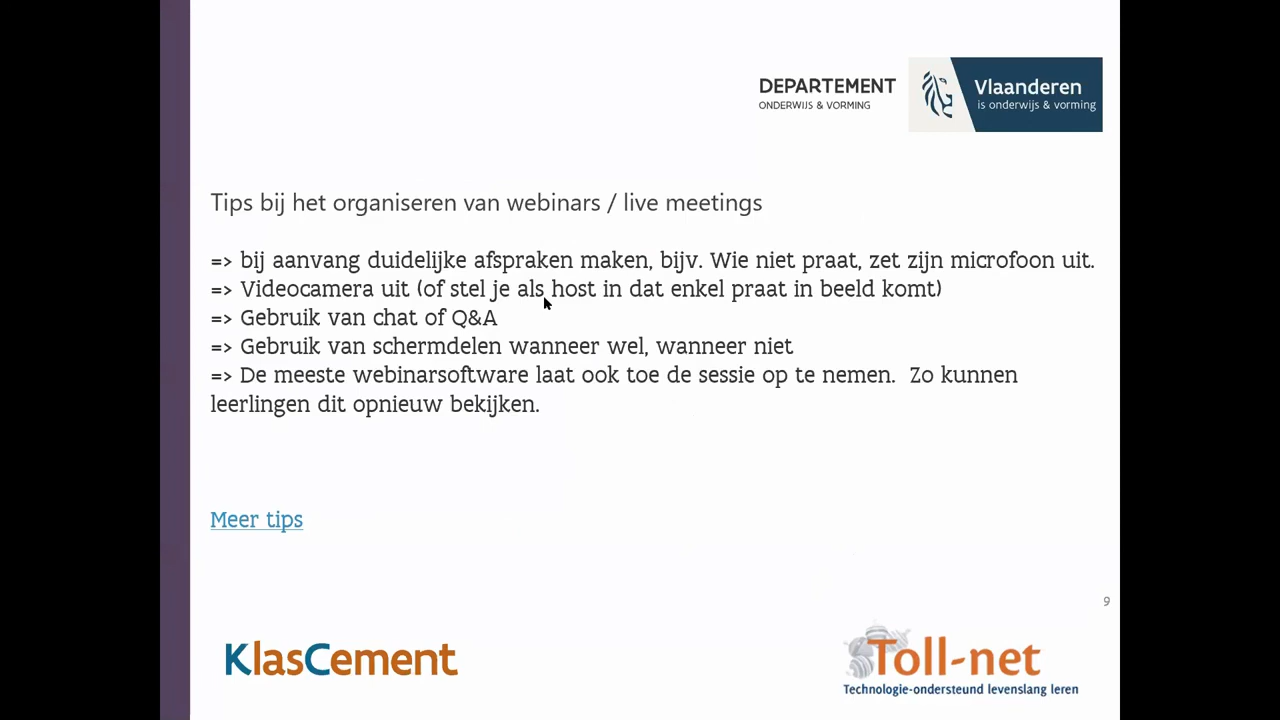 DEPARTEMENT
ONDERWIJS & VORMING
Vlaanderen
is onderwijs & vorming
Tips bij het organiseren van webinars / live meetings
=> bij aanvang duidelijke afspraken maken, bijv. Wie niet praat, zet zijn microfoon uit.
=> Videocamera uit (of stel je als host in dat enkel praat in beeld komt)
=> Gebruik van chat of Q&A
=> Gebruik van schermdelen wanneer wel, wanneer niet
=> De meeste webinarsoftware laat ook toe de sessie op te nemen.  Zo kunnen
leerlingen dit opnieuw bekijken.
Meer tips
9
KlasCement
Toll-net
Technologie-ondersteund levenslang leren